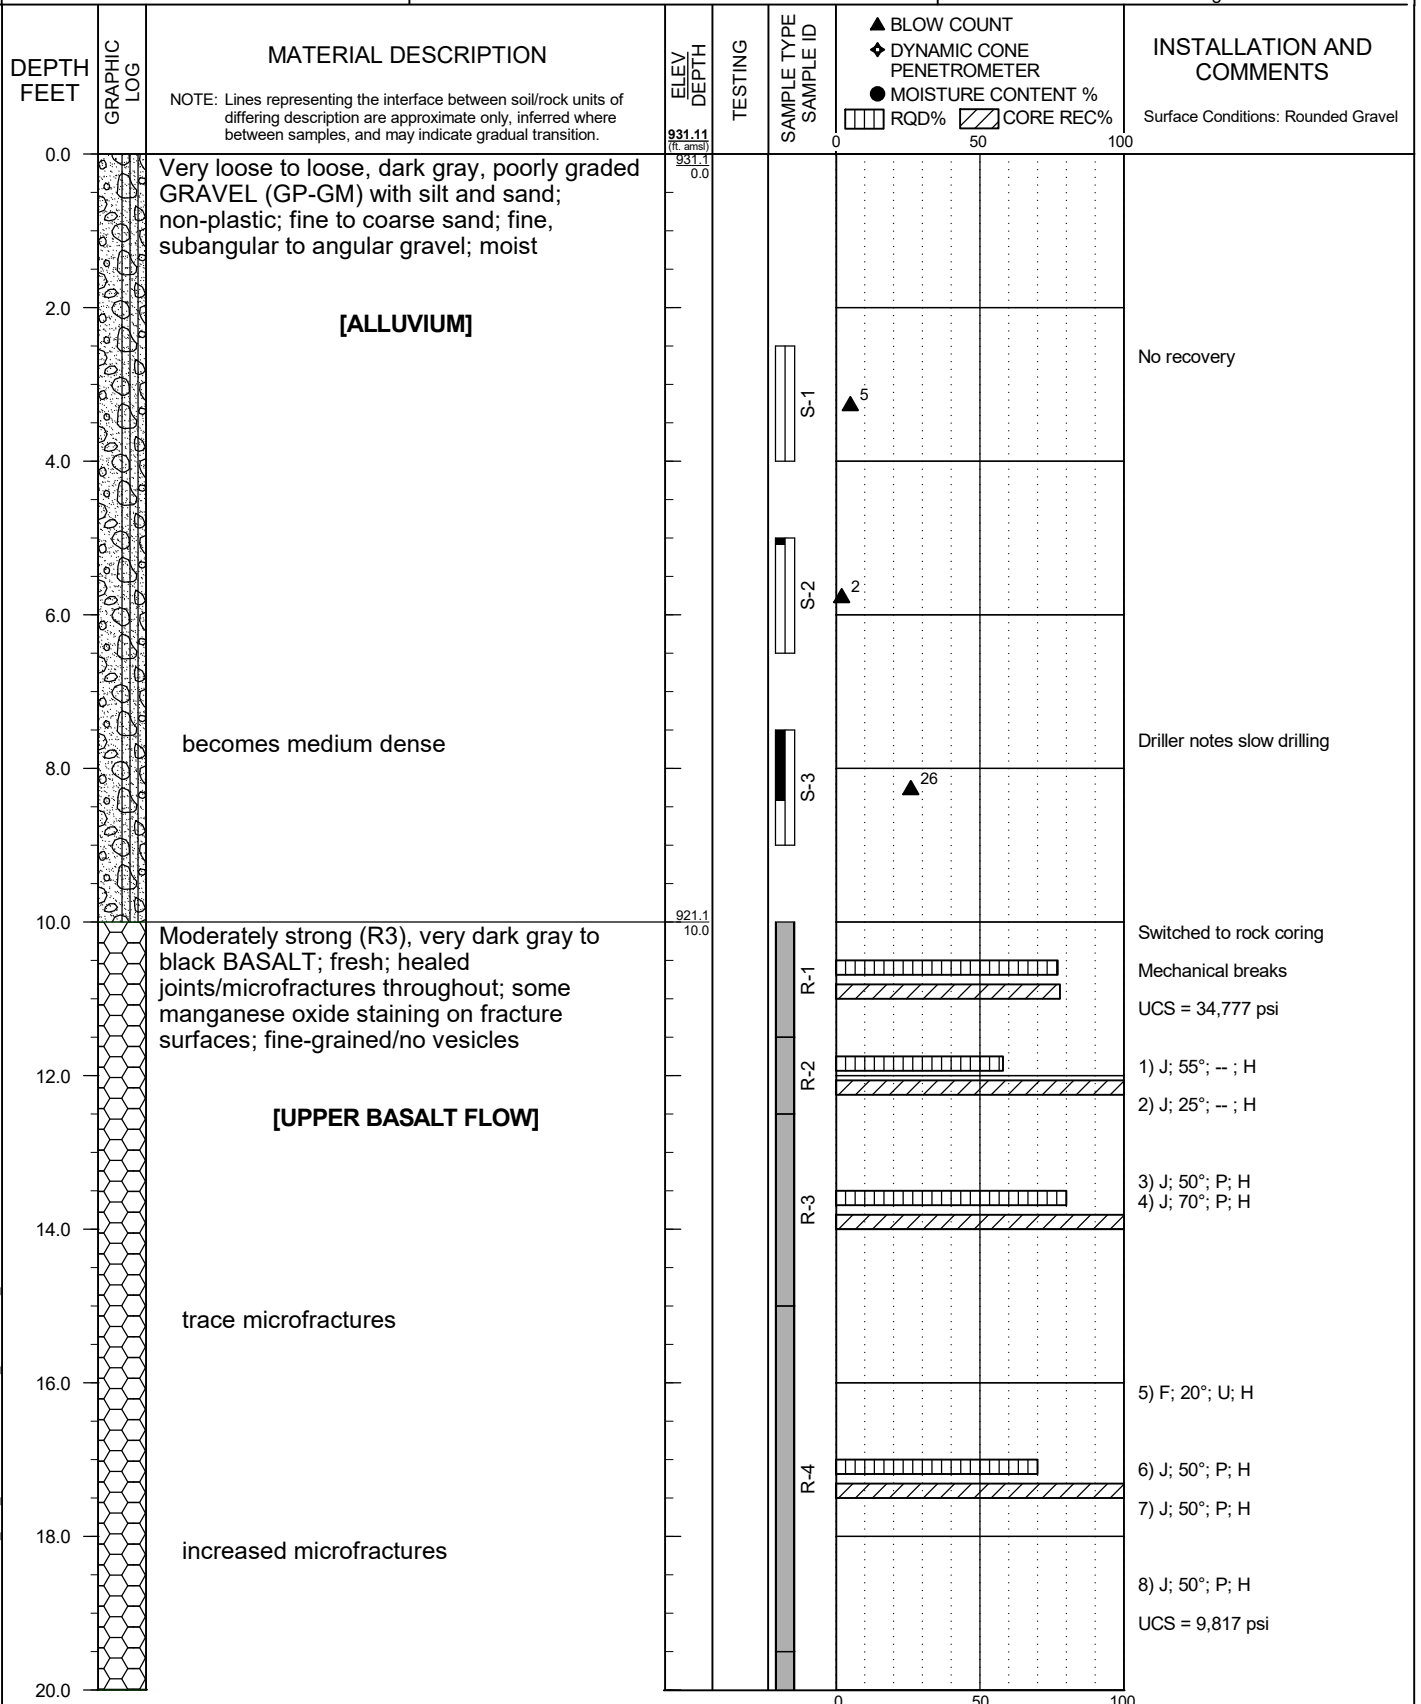 DEPTH
FEET
GRAPHIC
LOG
MATERIAL DESCRIPTION
NOTE: Lines representing the interface between soil/rock units of
differing description are approximate only, inferred where
between samples, and may indicate gradual transition.
ELEV
DEPTH
931.11
(ft. amsl)
TESTING
SAMPLE TYPE
SAMPLE ID
▲ BLOW COUNT
DYNAMIC CONE
PENETROMETER
● MOISTURE CONTENT %
RQD% CORE REC%
0 50 100
INSTALLATION AND
COMMENTS
Surface Conditions: Rounded Gravel
0.0
Very loose to loose, dark gray, poorly graded
GRAVEL (GP-GM) with silt and sand;
non-plastic; fine to coarse sand; fine,
subangular to angular gravel; moist
931.1
0.0
2.0
[ALLUVIUM]
No recovery
S-1
5
4.0
S-2
2
6.0
becomes medium dense
Driller notes slow drilling
8.0
S-3
26
10.0
921.1
10.0
Moderately strong (R3), very dark gray to
black BASALT; fresh; healed
joints/microfractures throughout; some
manganese oxide staining on fracture
surfaces; fine-grained/no vesicles
R-1
Switched to rock coring
Mechanical breaks
UCS = 34,777 psi
12.0
R-2
1) J; 55°; -- ; H
2) J; 25°; -- ; H
[UPPER BASALT FLOW]
R-3
3) J; 50°; P; H
4) J; 70°; P; H
14.0
trace microfractures
16.0
5) F; 20°; U; H
R-4
6) J; 50°; P; H
7) J; 50°; P; H
18.0
increased microfractures
8) J; 50°; P; H
UCS = 9,817 psi
20.0
0 50 100